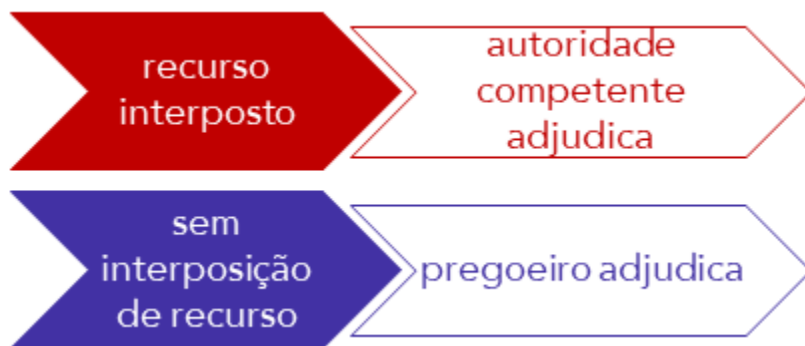 recurso
interposto
autoridade
competente
adjudica
sem
interposição
de recurso
pregoeiro adjudica